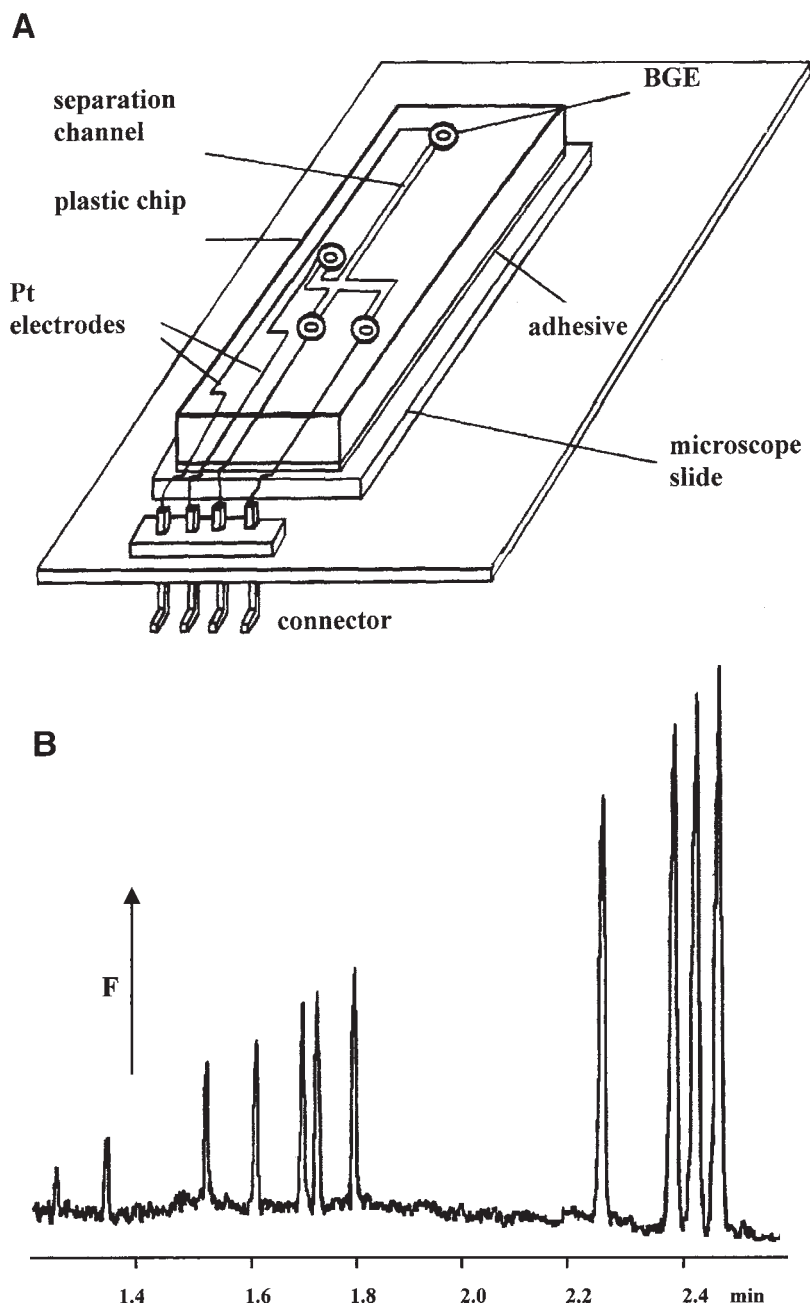 A
BGE
separation
channel
plastic chip
Pt
electrodes
adhesive
microscope
slide
connector
B
F
1.4 1.6 1.8 2.0 2.2 2.4 min